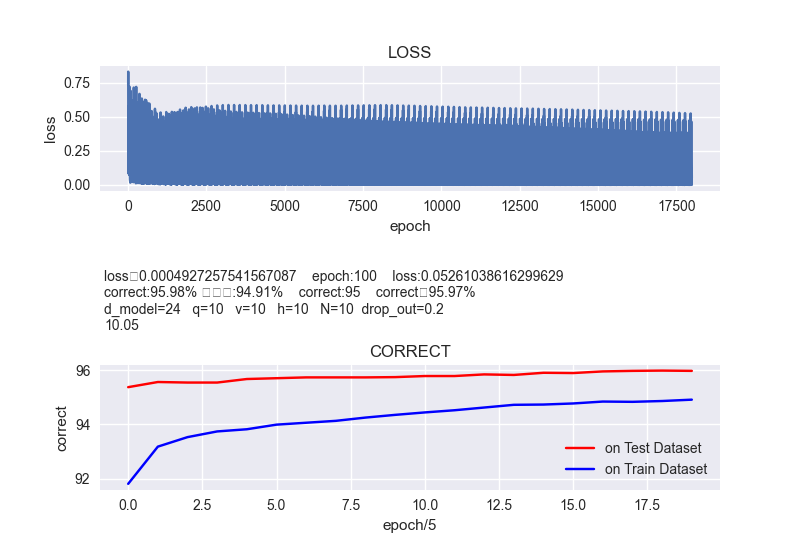 LOSS
0.75
0.50
0.25
0.00
loss
0 2500 5000 7500 10000 12500 15000 17500
epoch
loss□0.0004927257541567087 epoch:100 loss:0.05261038616299629
correct:95.98% □□□:94.91% correct:95 correct□95.97%
d_model=24 q=10 v=10 h=10 N=10 drop_out=0.2
10.05
CORRECT
96
94
92
correct
on Test Dataset
on Train Dataset
0.0 2.5 5.0 7.5 10.0 12.5 15.0 17.5
epoch/5